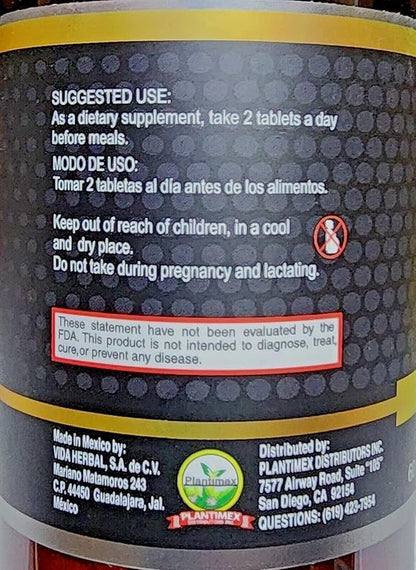 SUGGESTED USE:
As a dietary supplement, take 2 tablets a day
before meals.
MODO DE USO:
Tomar 2 tabletas al día antes de los alimentos.
Keep out of reach of children, in a cool
and dry place.
Do not take during pregnancy and lactating.
These statement have not been evaluated by the
FDA. This product is not intended to diagnose, treat,
cure, or prevent any disease.
Made in Mexico by:
VIDA HERBAL, S.A. de C.V.
Mariano Matamoros 243
C.P. 44450 Guadalajara, Jal.
México
Plantimex
PLANTIMEX
DISTRIBUTORS INC.
Distributed by:
PLANTIMEX DISTRIBUTORS INC.
7577 Airway Road, Suite "105"
San Diego, CA 92154
QUESTIONS: (619) 423-7954